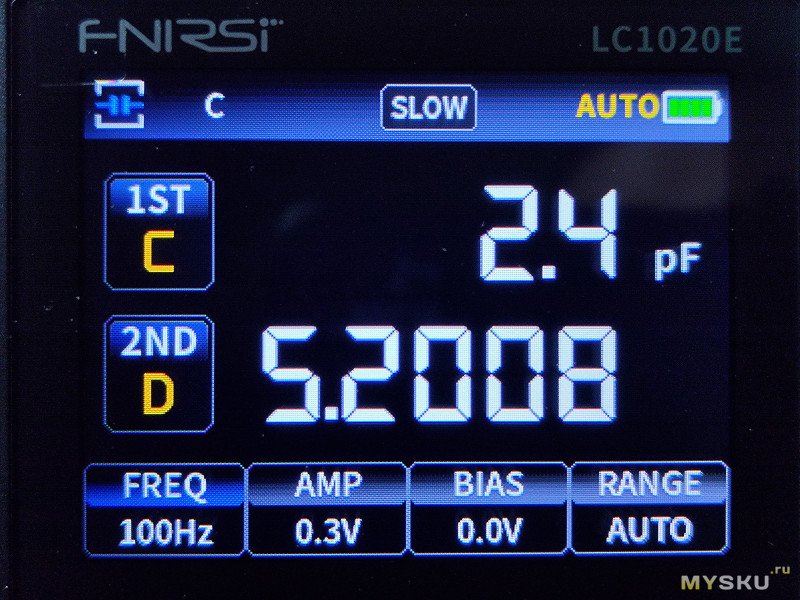 FNIRSI LC1020E
C SLOW AUTO
1ST
C
2.4 pF
2ND
D
5.2008
FREQ AMP BIAS RANGE
100Hz 0.3V 0.0V AUTO
MYSKU.ru